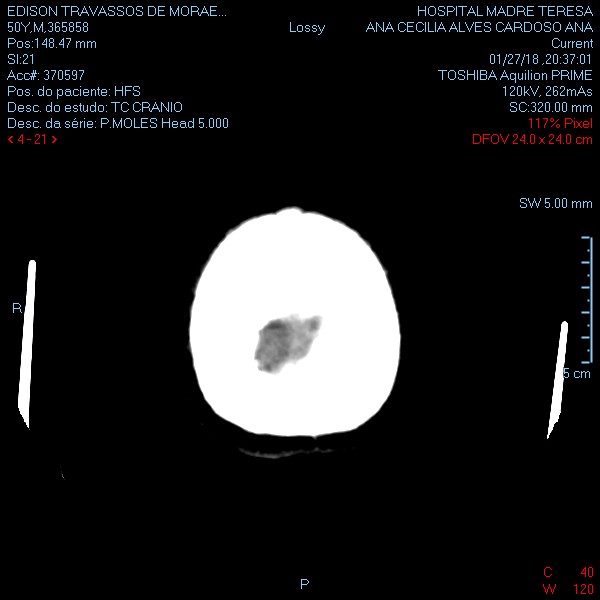 EDISON TRAVASSOS DE MORAE...
50Y,M,365858
Pos:148.47 mm
Sl:21
Acc#: 370597
Pos. do paciente: HFS
Desc. do estudo: TC CRANIO
Desc. da série: P.MOLES Head 5.000
< 4 - 21 >
Lossy
HOSPITAL MADRE TERESA
ANA CECILIA ALVES CARDOSO ANA
Current
01/27/18 ,20:37:01
TOSHIBA Aquilion PRIME
120kV, 262mAs
SC:320.00 mm
117% Pixel
DFOV 24.0 x 24.0 cm
SW 5.00 mm
R
5 cm
C 40
W 120
P